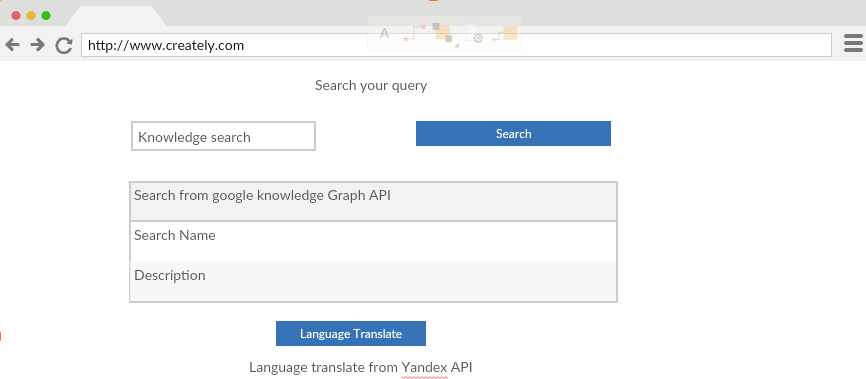 http://www.creately.com
A
Search your query
Knowledge search
Search
Search from google knowledge Graph API
Search Name
Description
Language Translate
Language translate from Yandex API